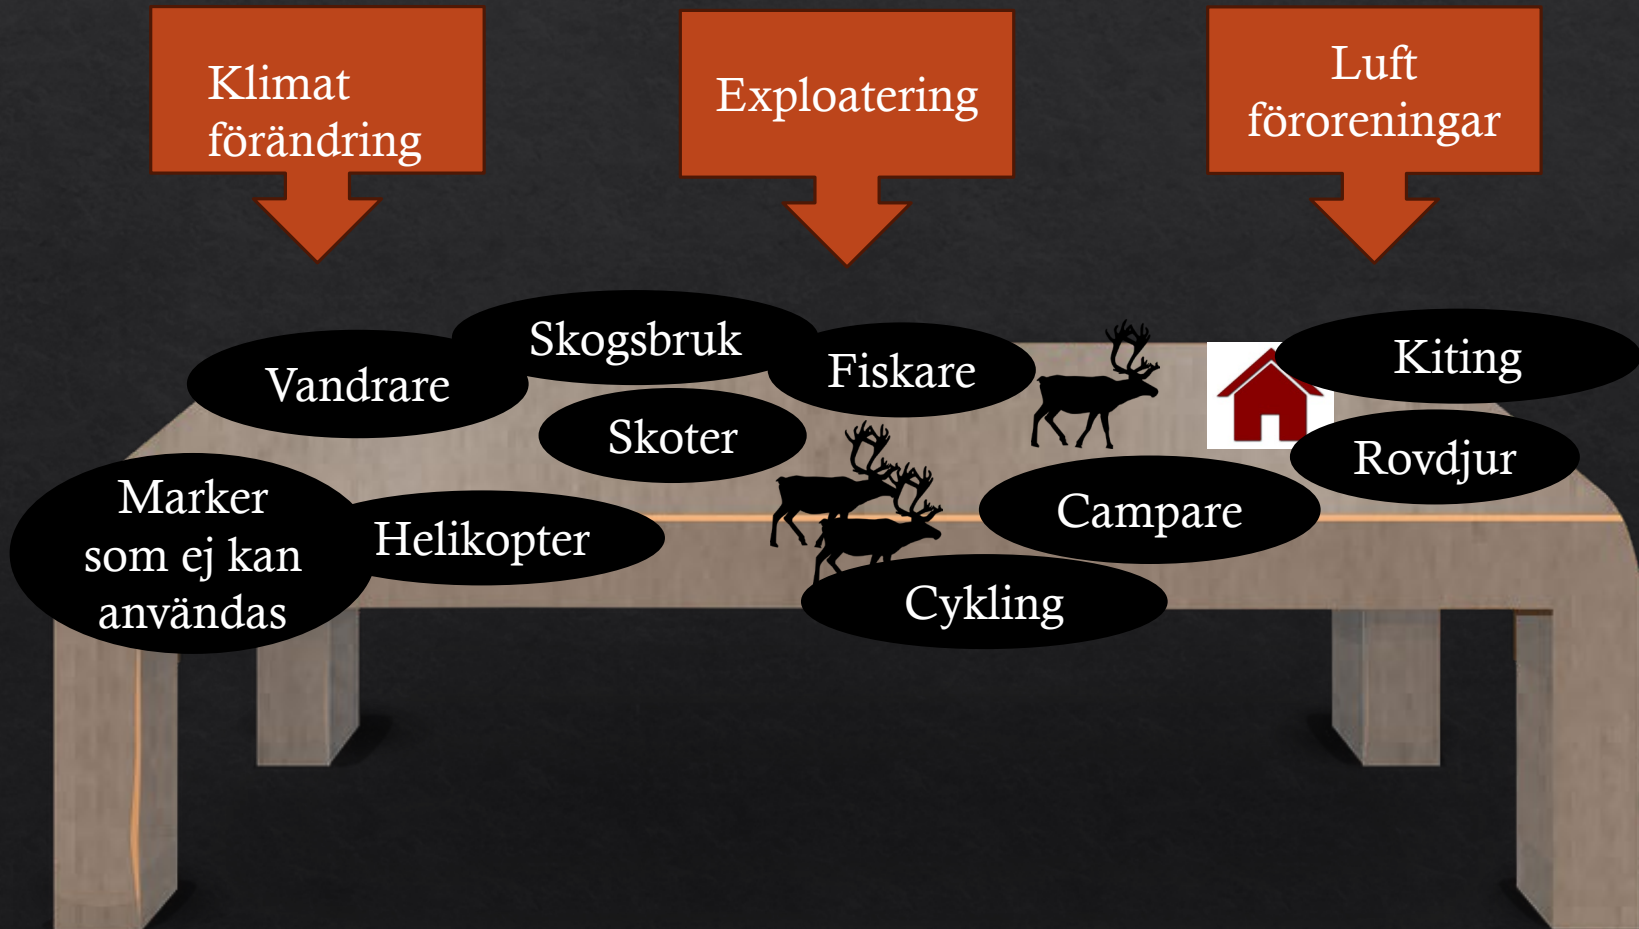 Klimat
förändring
Exploatering
Luft
föroreningar
Skogsbruk
Vandrare
Fiskare
Kiting
Skoter
Rovdjur
Marker
som ej kan
användas
Helikopter
Campare
Cykling